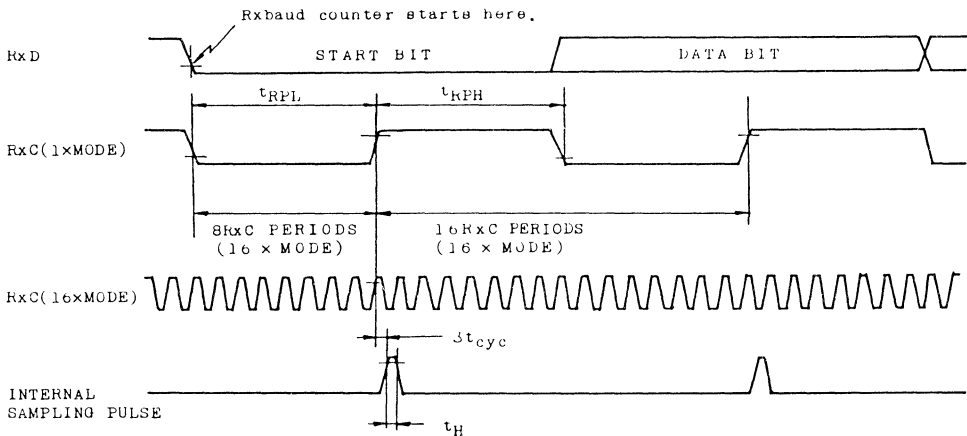 Rxbaud counter starts here.
RxD
START BIT
DATA BIT
tRPL
tRPH
RxC(1×MODE)
8RxC PERIODS
(16 × MODE)
16RxC PERIODS
(16 × MODE)
RxC(16×MODE)
3tcyc
INTERNAL
SAMPLING PULSE
tH